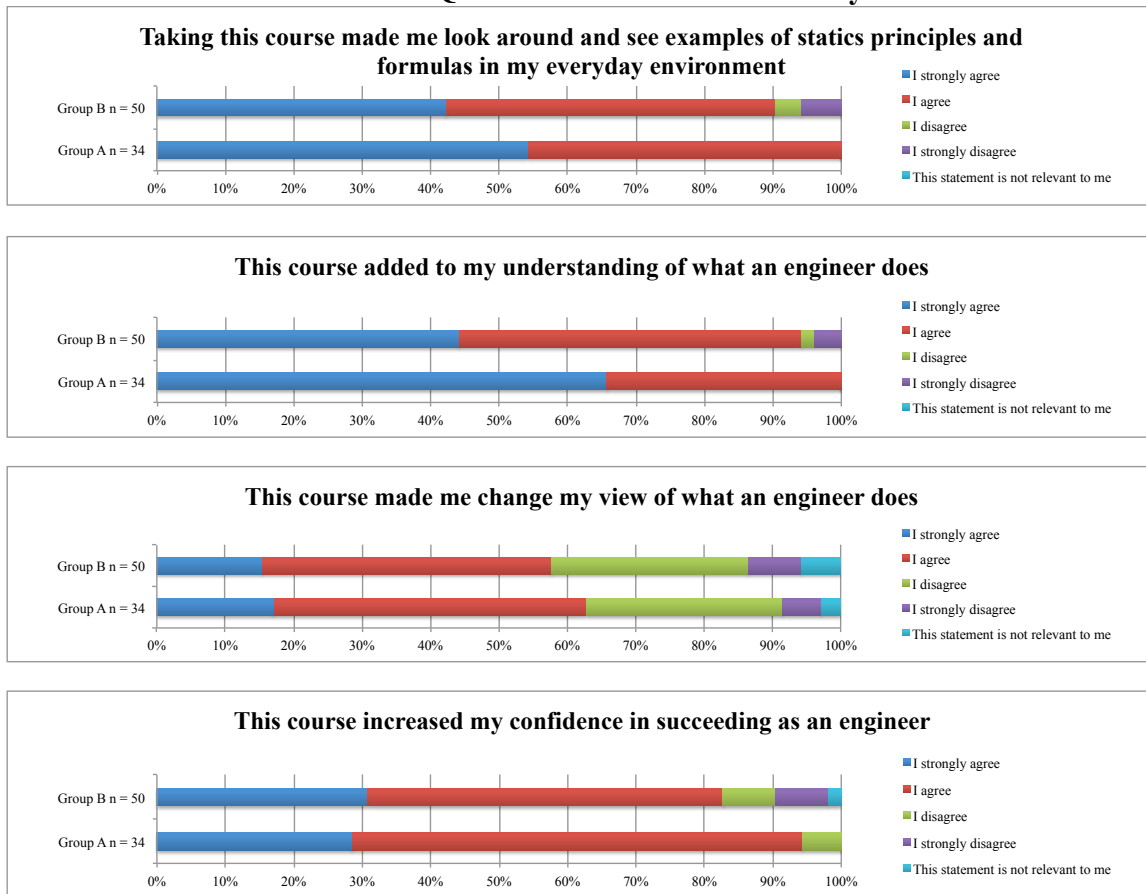 Taking this course made me look around and see examples of statics principles and
formulas in my everyday environment
I strongly agree
I agree
I disagree
I strongly disagree
This statement is not relevant to me
Group B n = 50
Group A n = 34
0% 10% 20% 30% 40% 50% 60% 70% 80% 90% 100%
This course added to my understanding of what an engineer does
I strongly agree
I agree
I disagree
I strongly disagree
This statement is not relevant to me
Group B n = 50
Group A n = 34
0% 10% 20% 30% 40% 50% 60% 70% 80% 90% 100%
This course made me change my view of what an engineer does
I strongly agree
I agree
I disagree
I strongly disagree
This statement is not relevant to me
Group B n = 50
Group A n = 34
0% 10% 20% 30% 40% 50% 60% 70% 80% 90% 100%
This course increased my confidence in succeeding as an engineer
I strongly agree
I agree
I disagree
I strongly disagree
This statement is not relevant to me
Group B n = 50
Group A n = 34
0% 10% 20% 30% 40% 50% 60% 70% 80% 90% 100%